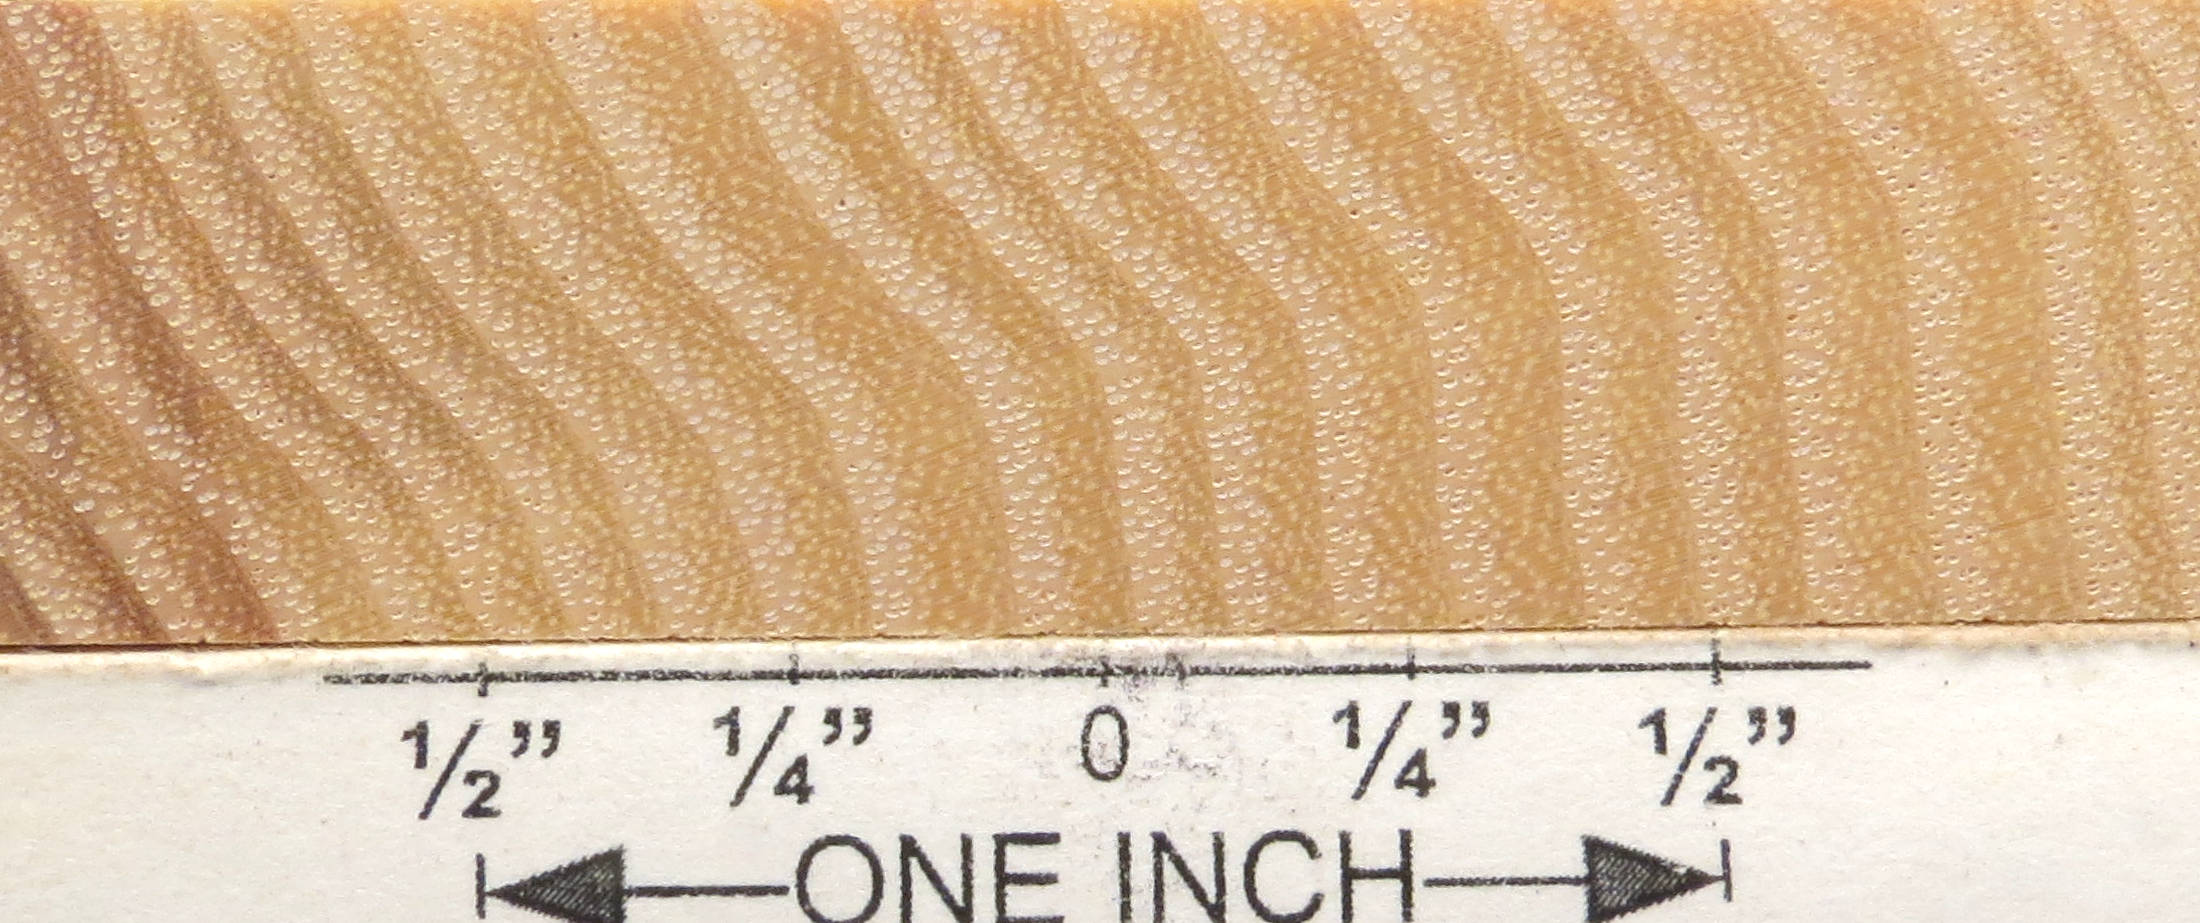 1/2” 1/4” 0 1/4” 1/2”
ONE INCH